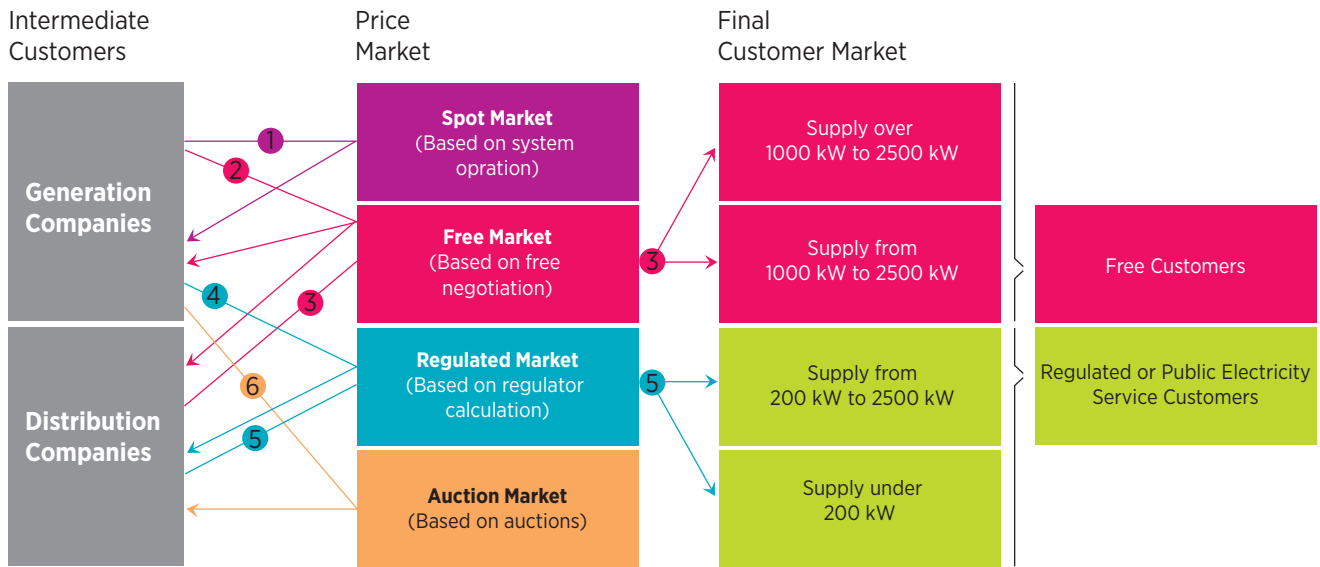 Intermediate
Customers
Price
Market
Final
Customer Market
Generation
Companies
Distribution
Companies
1
2
3
4
6
5
Spot Market
(Based on system
opration)
Free Market
(Based on free
negotiation)
Regulated Market
(Based on regulator
calculation)
Auction Market
(Based on auctions)
3
5
Supply over
1000 kW to 2500 kW
Supply from
1000 kW to 2500 kW
Supply from
200 kW to 2500 kW
Supply under
200 kW
Free Customers
Regulated or Public Electricity
Service Customers